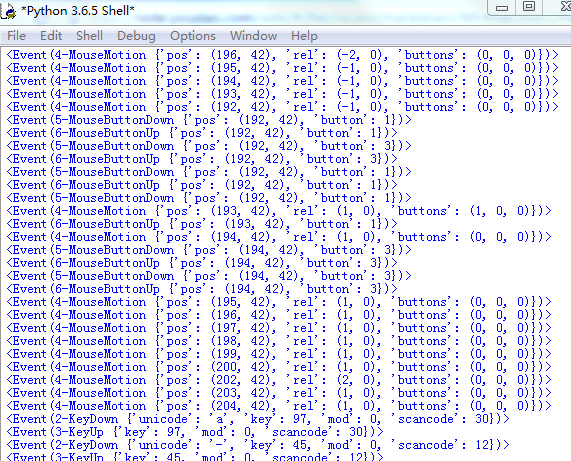 *Python 3.6.5 Shell*
File Edit Shell Debug Options Window Help
<Event(4-MouseMotion {'pos': (196, 42), 'rel': (-2, 0), 'buttons': (0, 0, 0)})>
<Event(4-MouseMotion {'pos': (195, 42), 'rel': (-1, 0), 'buttons': (0, 0, 0)})>
<Event(4-MouseMotion {'pos': (194, 42), 'rel': (-1, 0), 'buttons': (0, 0, 0)})>
<Event(4-MouseMotion {'pos': (193, 42), 'rel': (-1, 0), 'buttons': (0, 0, 0)})>
<Event(4-MouseMotion {'pos': (192, 42), 'rel': (-1, 0), 'buttons': (0, 0, 0)})>
<Event(5-MouseButtonDown {'pos': (192, 42), 'button': 1})>
<Event(6-MouseButtonUp {'pos': (192, 42), 'button': 1})>
<Event(5-MouseButtonDown {'pos': (192, 42), 'button': 3})>
<Event(6-MouseButtonUp {'pos': (192, 42), 'button': 3})>
<Event(5-MouseButtonDown {'pos': (192, 42), 'button': 1})>
<Event(6-MouseButtonUp {'pos': (192, 42), 'button': 1})>
<Event(5-MouseButtonDown {'pos': (192, 42), 'button': 1})>
<Event(4-MouseMotion {'pos': (193, 42), 'rel': (1, 0), 'buttons': (1, 0, 0)})>
<Event(6-MouseButtonUp {'pos': (193, 42), 'button': 1})>
<Event(4-MouseMotion {'pos': (194, 42), 'rel': (1, 0), 'buttons': (0, 0, 0)})>
<Event(5-MouseButtonDown {'pos': (194, 42), 'button': 3})>
<Event(6-MouseButtonUp {'pos': (194, 42), 'button': 3})>
<Event(5-MouseButtonDown {'pos': (194, 42), 'button': 3})>
<Event(6-MouseButtonUp {'pos': (194, 42), 'button': 3})>
<Event(4-MouseMotion {'pos': (195, 42), 'rel': (1, 0), 'buttons': (0, 0, 0)})>
<Event(4-MouseMotion {'pos': (196, 42), 'rel': (1, 0), 'buttons': (0, 0, 0)})>
<Event(4-MouseMotion {'pos': (197, 42), 'rel': (1, 0), 'buttons': (0, 0, 0)})>
<Event(4-MouseMotion {'pos': (198, 42), 'rel': (1, 0), 'buttons': (0, 0, 0)})>
<Event(4-MouseMotion {'pos': (199, 42), 'rel': (1, 0), 'buttons': (0, 0, 0)})>
<Event(4-MouseMotion {'pos': (200, 42), 'rel': (1, 0), 'buttons': (0, 0, 0)})>
<Event(4-MouseMotion {'pos': (202, 42), 'rel': (2, 0), 'buttons': (0, 0, 0)})>
<Event(4-MouseMotion {'pos': (203, 42), 'rel': (1, 0), 'buttons': (0, 0, 0)})>
<Event(4-MouseMotion {'pos': (204, 42), 'rel': (1, 0), 'buttons': (0, 0, 0)})>
<Event(2-KeyDown {'unicode': 'a', 'key': 97, 'mod': 0, 'scancode': 30})>
<Event(3-KeyUp {'key': 97, 'mod': 0, 'scancode': 30})>
<Event(2-KeyDown {'unicode': '-', 'key': 45, 'mod': 0, 'scancode': 12})>
<Event(3-KeyUp {'key': 45, 'mod': 0, 'scancode': 12})>